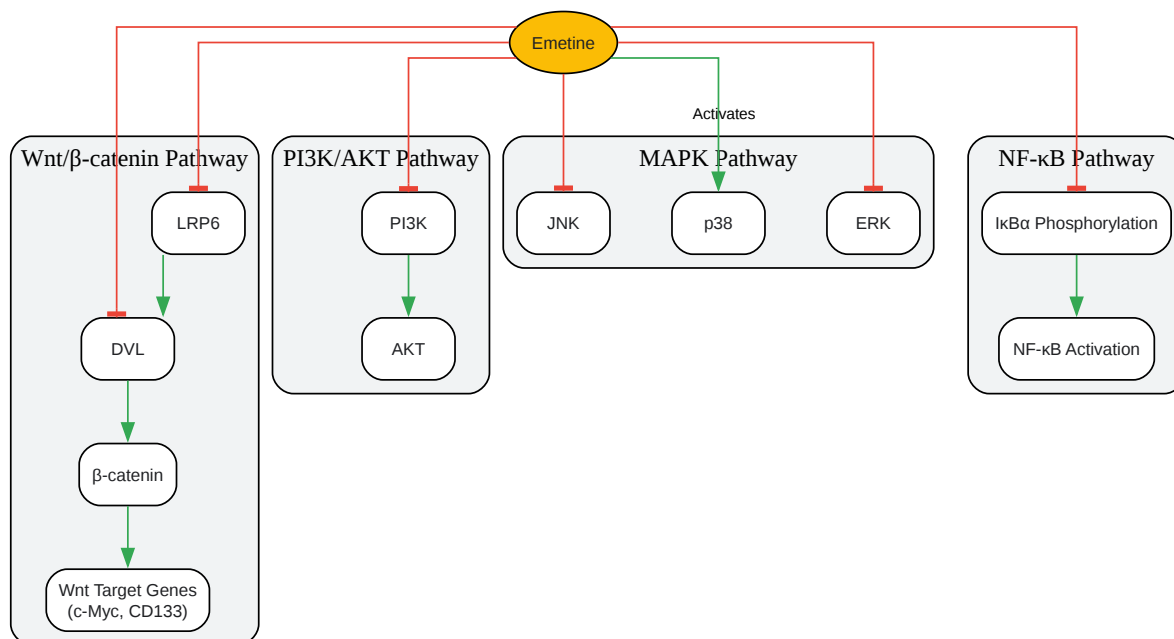 Emetine
Activates
Wnt/β-catenin Pathway
PI3K/AKT Pathway
MAPK Pathway
NF-κB Pathway
LRP6
PI3K
JNK
p38
ERK
IκBα Phosphorylation
DVL
AKT
NF-κB Activation
β-catenin
Wnt Target Genes
(c-Myc, CD133)